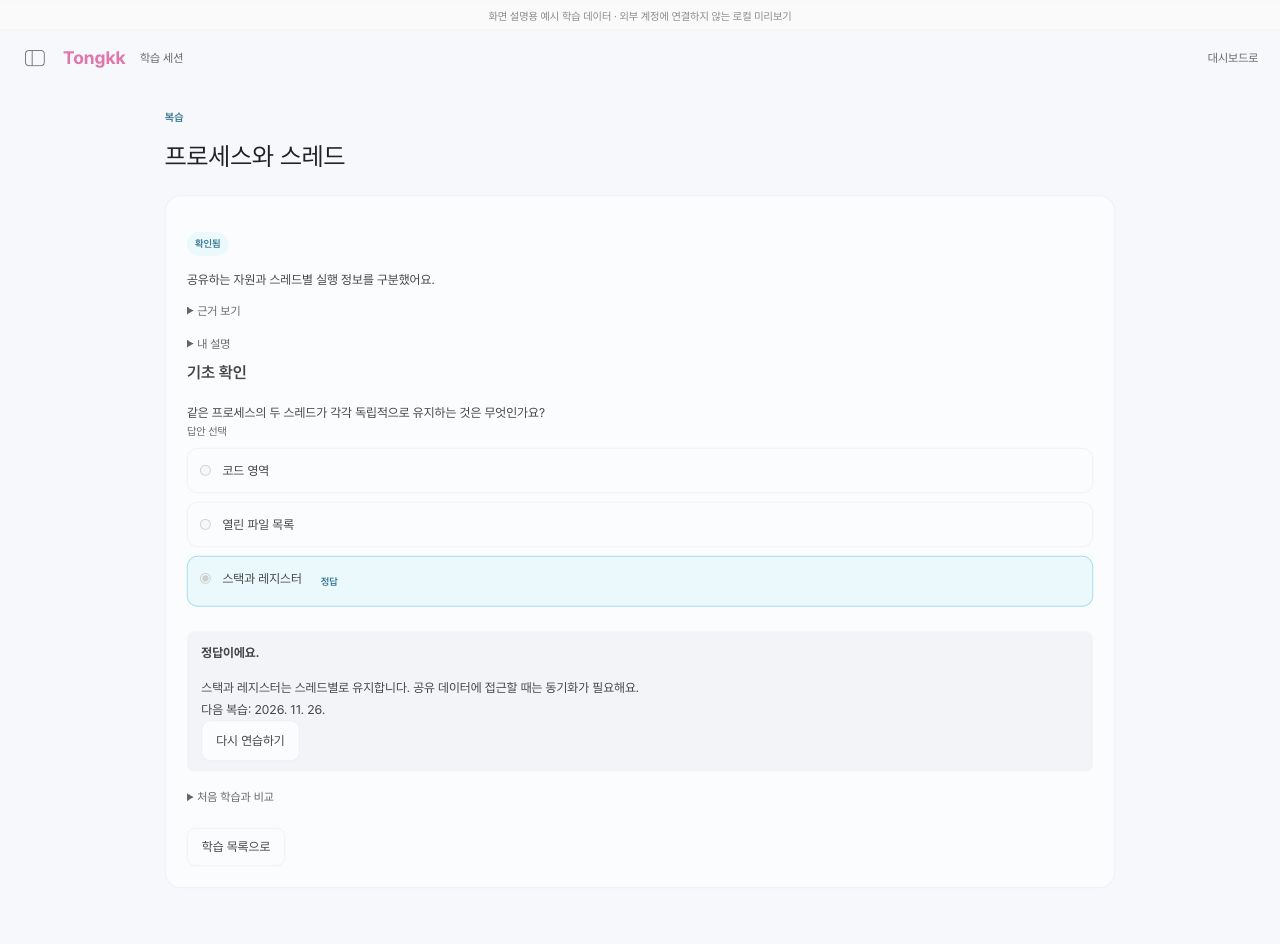 화면 설명용 예시 학습 데이터 · 외부 계정에 연결하지 않는 로컬 미리보기
Tongkk 학습 세션 대시보드로
복습
프로세스와 스레드
확인됨
공유하는 자원과 스레드별 실행 정보를 구분했어요.
▶ 근거 보기
▶ 내 설명
기초 확인
같은 프로세스의 두 스레드가 각각 독립적으로 유지하는 것은 무엇인가요?
답안 선택
코드 영역
열린 파일 목록
스택과 레지스터 정답
정답이에요.
스택과 레지스터는 스레드별로 유지합니다. 공유 데이터에 접근할 때는 동기화가 필요해요.
다음 복습: 2026. 11. 26.
다시 연습하기
▶ 처음 학습과 비교
학습 목록으로